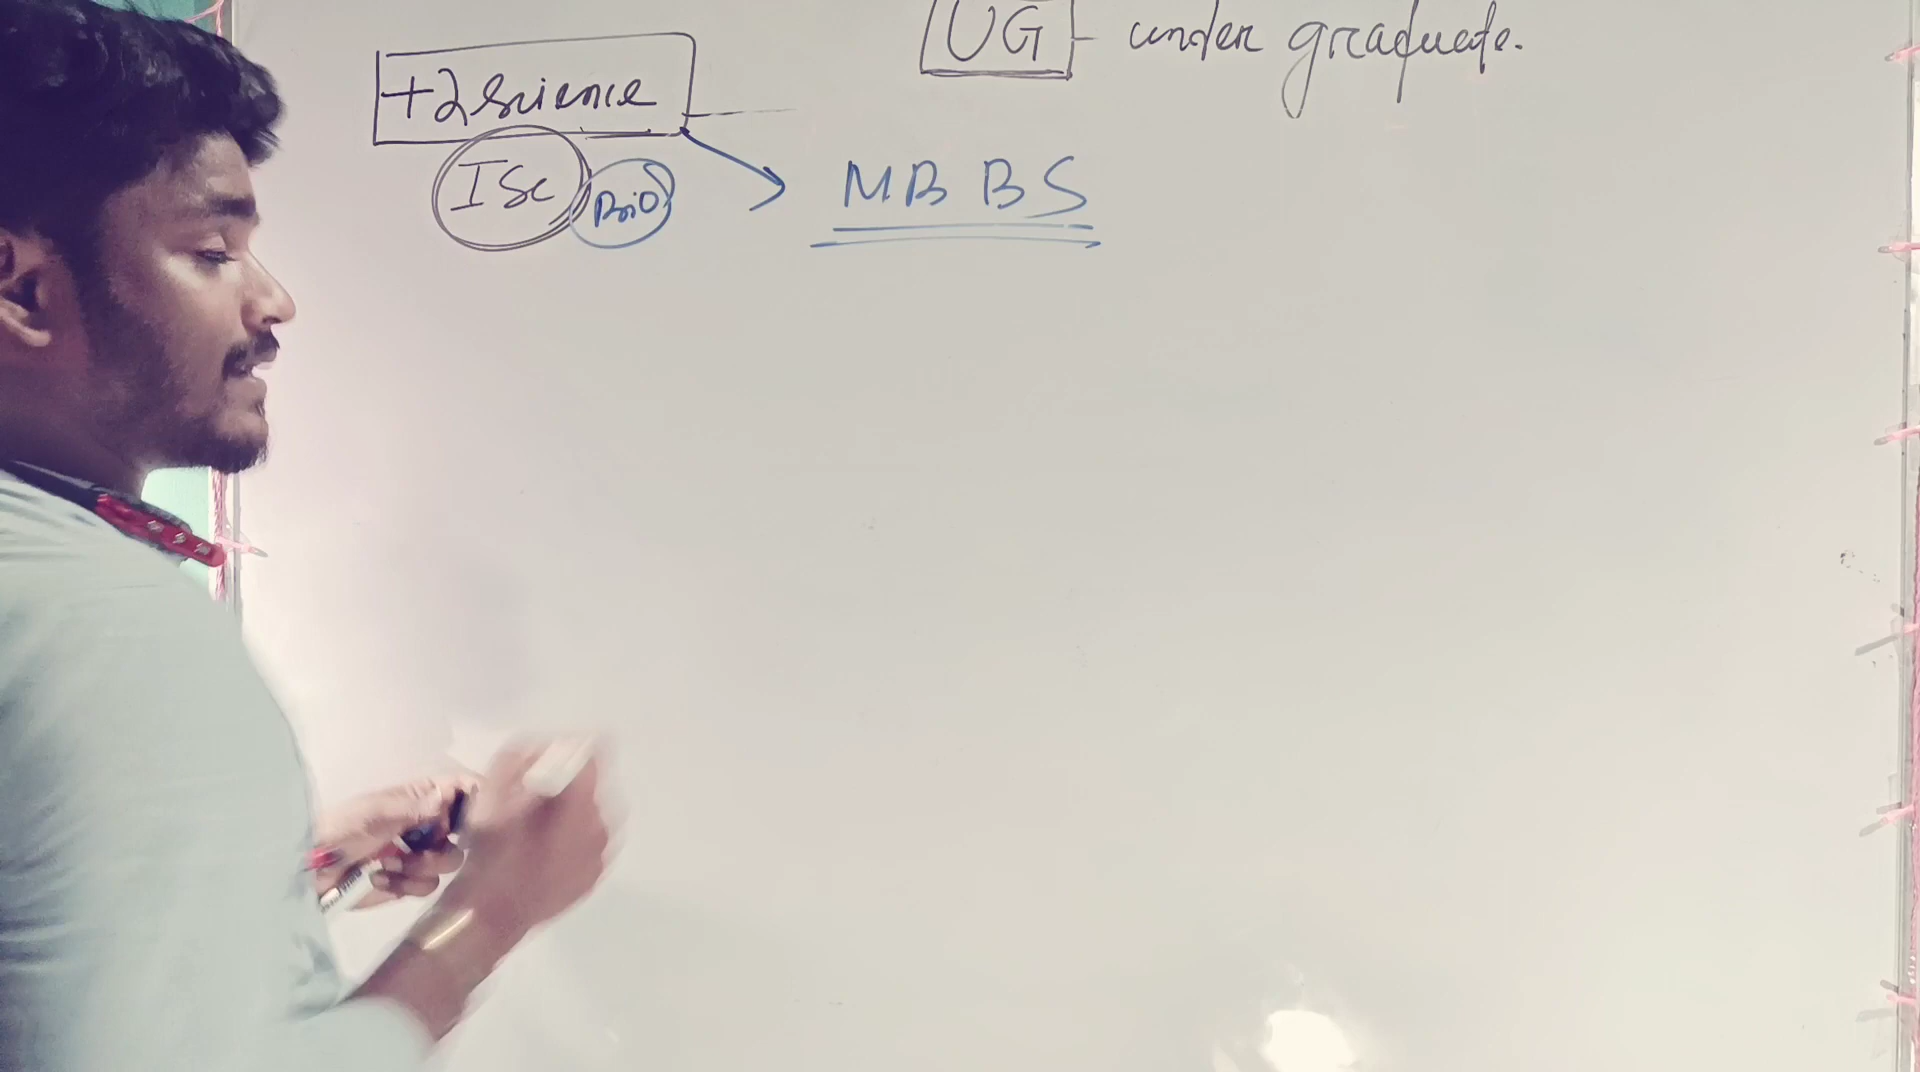 UG - under graduate.
+2 Science
ISc Bio → MBBS